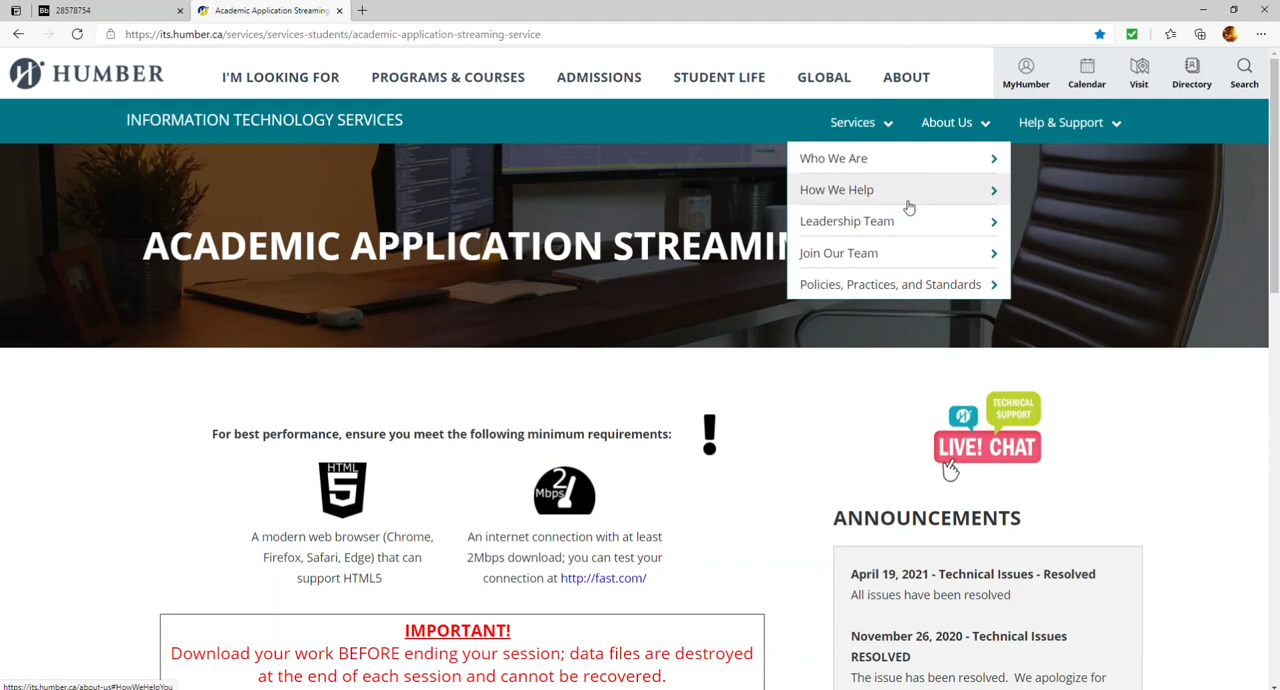 28578754
Academic Application Streaming
https://its.humber.ca/services/services-students/academic-application-streaming-service
HUMBER
I'M LOOKING FOR
PROGRAMS & COURSES
ADMISSIONS
STUDENT LIFE
GLOBAL
ABOUT
MyHumber
Calendar
Visit
Directory
Search
INFORMATION TECHNOLOGY SERVICES
Services
About Us
Help & Support
Who We Are
How We Help
Leadership Team
Join Our Team
Policies, Practices, and Standards
ACADEMIC APPLICATION STREAMIN
For best performance, ensure you meet the following minimum requirements:
!
HTML
5
A modern web browser (Chrome,
Firefox, Safari, Edge) that can
support HTML5
2
Mbps
An internet connection with at least
2Mbps download; you can test your
connection at http://fast.com/
TECHNICAL
SUPPORT
LIVE! CHAT
ANNOUNCEMENTS
April 19, 2021 - Technical Issues - Resolved
All issues have been resolved
November 26, 2020 - Technical Issues
RESOLVED
The issue has been resolved. We apologize for
IMPORTANT!
Download your work BEFORE ending your session; data files are destroyed
at the end of each session and cannot be recovered.
https://its.humber.ca/about-us#HowWeHelpYou